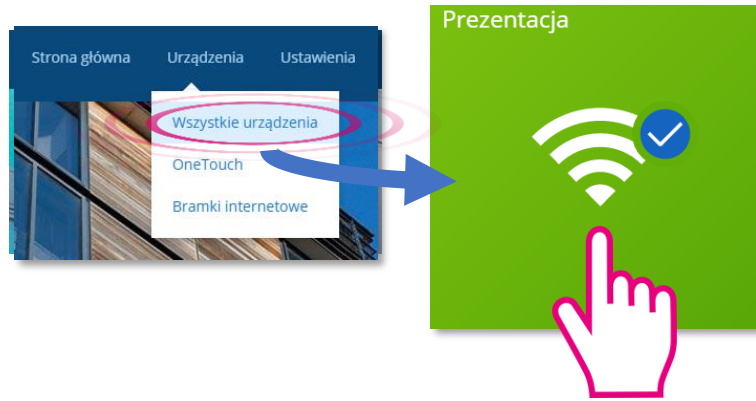 Strona główna Urządzenia Ustawienia
Wszystkie urządzenia
OneTouch
Bramki internetowe
Prezentacja